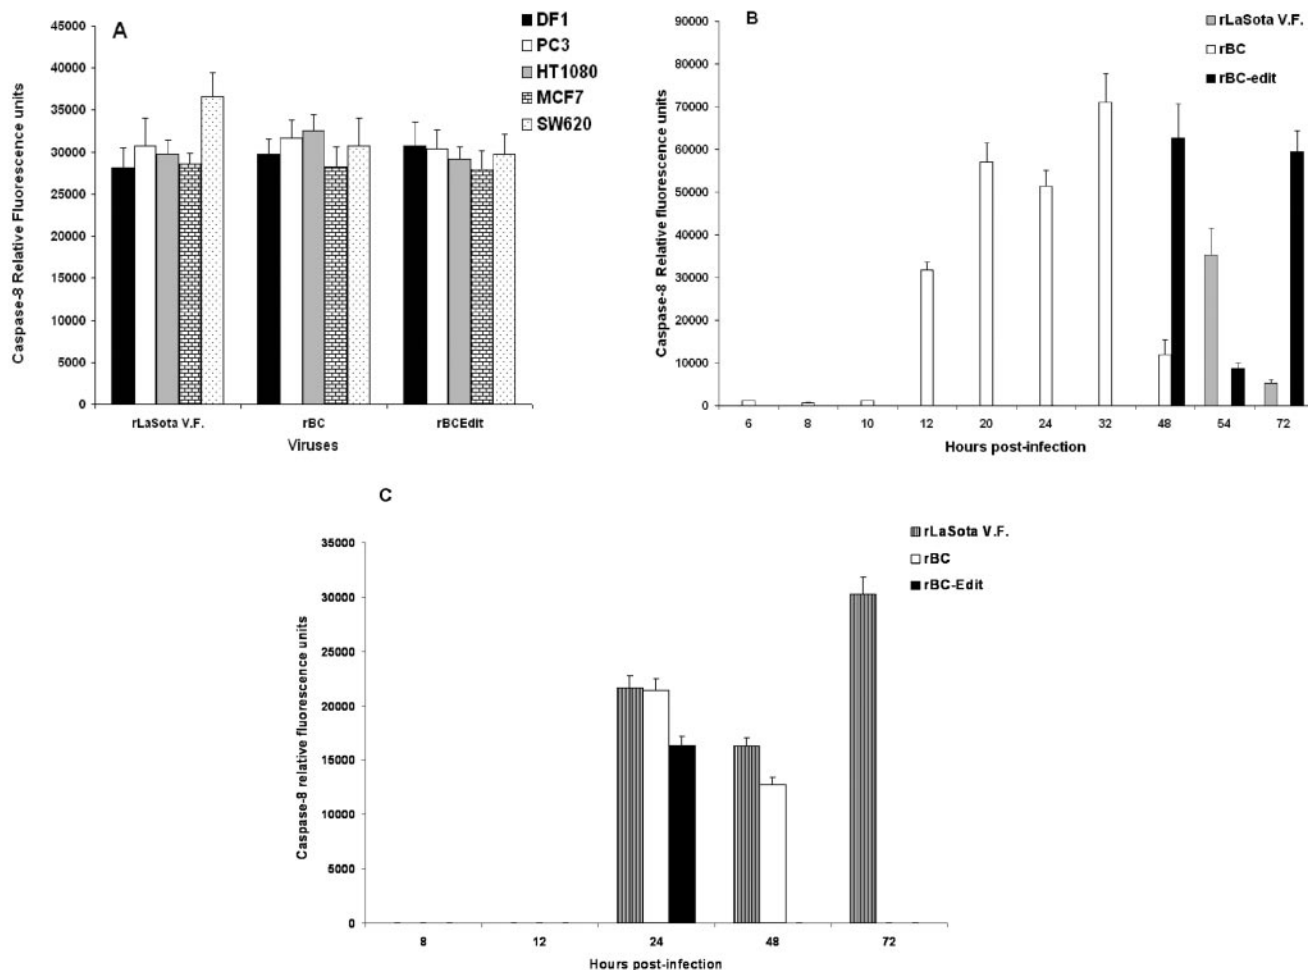 A
DF1
PC3
HT1080
MCF7
SW620
Caspase-8 Relative Fluorescence units
45000
40000
35000
30000
25000
20000
15000
10000
5000
0
rLaSota V.F.
rBC
rBCEdit
Viruses
B
rLaSota V.F.
rBC
rBC-edit
Caspase-8 Relative fluorescence units
90000
80000
70000
60000
50000
40000
30000
20000
10000
0
6 8 10 12 20 24 32 48 54 72
Hours post-infection
C
rLaSota V.F.
rBC
rBC-Edit
Caspase-8 relative fluorescence units
35000
30000
25000
20000
15000
10000
5000
0
8 12 24 48 72
Hours post-infection